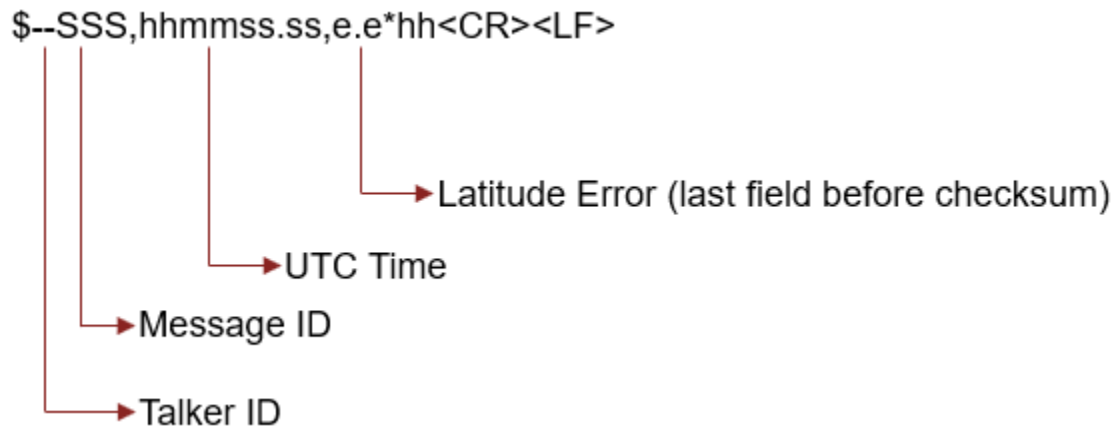 $--SSS,hhmmss.ss,e.e*hh<CR><LF>
Latitude Error (last field before checksum)
UTC Time
Message ID
Talker ID